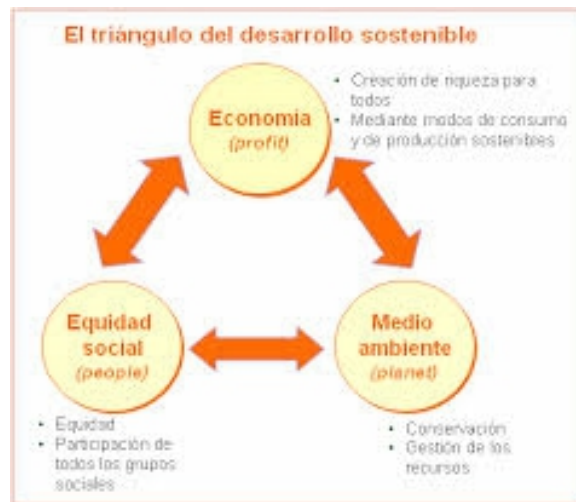 El triángulo del desarrollo sostenible
Economia
(profit)
• Creación de riqueza para
todos
• Mediante modos de consumo
y de producción sostenibles
Equidad
social
(people)
Medio
ambiente
(planet)
• Equidad
• Participación de
todos los grupos
sociales
• Conservación
• Gestión de los
recursos